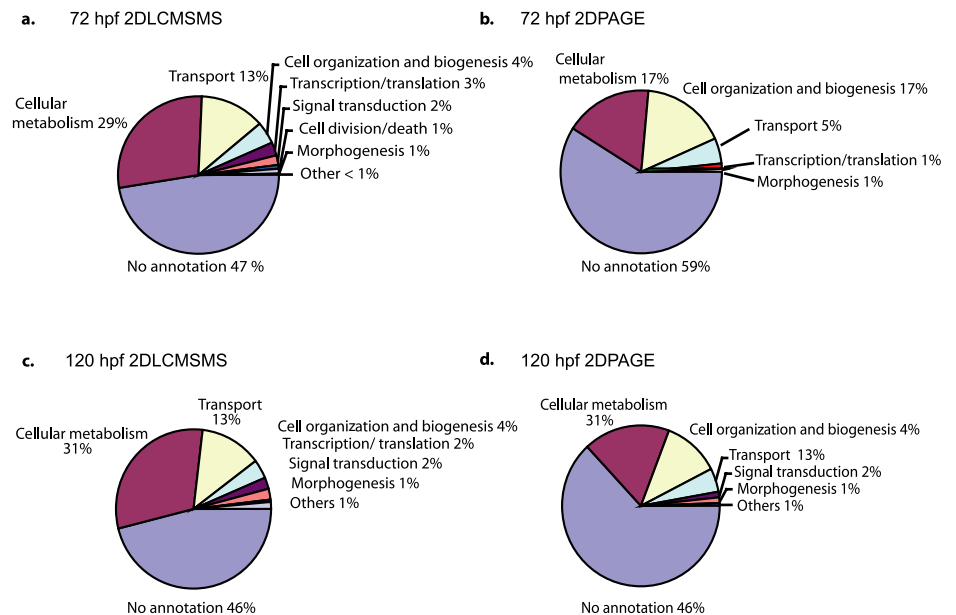 a. 72 hpf 2DLCMSMS
Cell organization and biogenesis 4%
Transport 13%
Transcription/translation 3%
Signal transduction 2%
Cellular
metabolism 29%
Cell division/death 1%
Morphogenesis 1%
Other < 1%
No annotation 47 %
b. 72 hpf 2DPAGE
Cellular
metabolism 17%
Cell organization and biogenesis 17%
Transport 5%
Transcription/translation 1%
Morphogenesis 1%
No annotation 59%
c. 120 hpf 2DLCMSMS
Transport
13%
Cellular metabolism
31%
Cell organization and biogenesis 4%
Transcription/ translation 2%
Signal transduction 2%
Morphogenesis 1%
Others 1%
No annotation 46%
d. 120 hpf 2DPAGE
Cellular metabolism
31%
Cell organization and biogenesis 4%
Transport 13%
Signal transduction 2%
Morphogenesis 1%
Others 1%
No annotation 46%